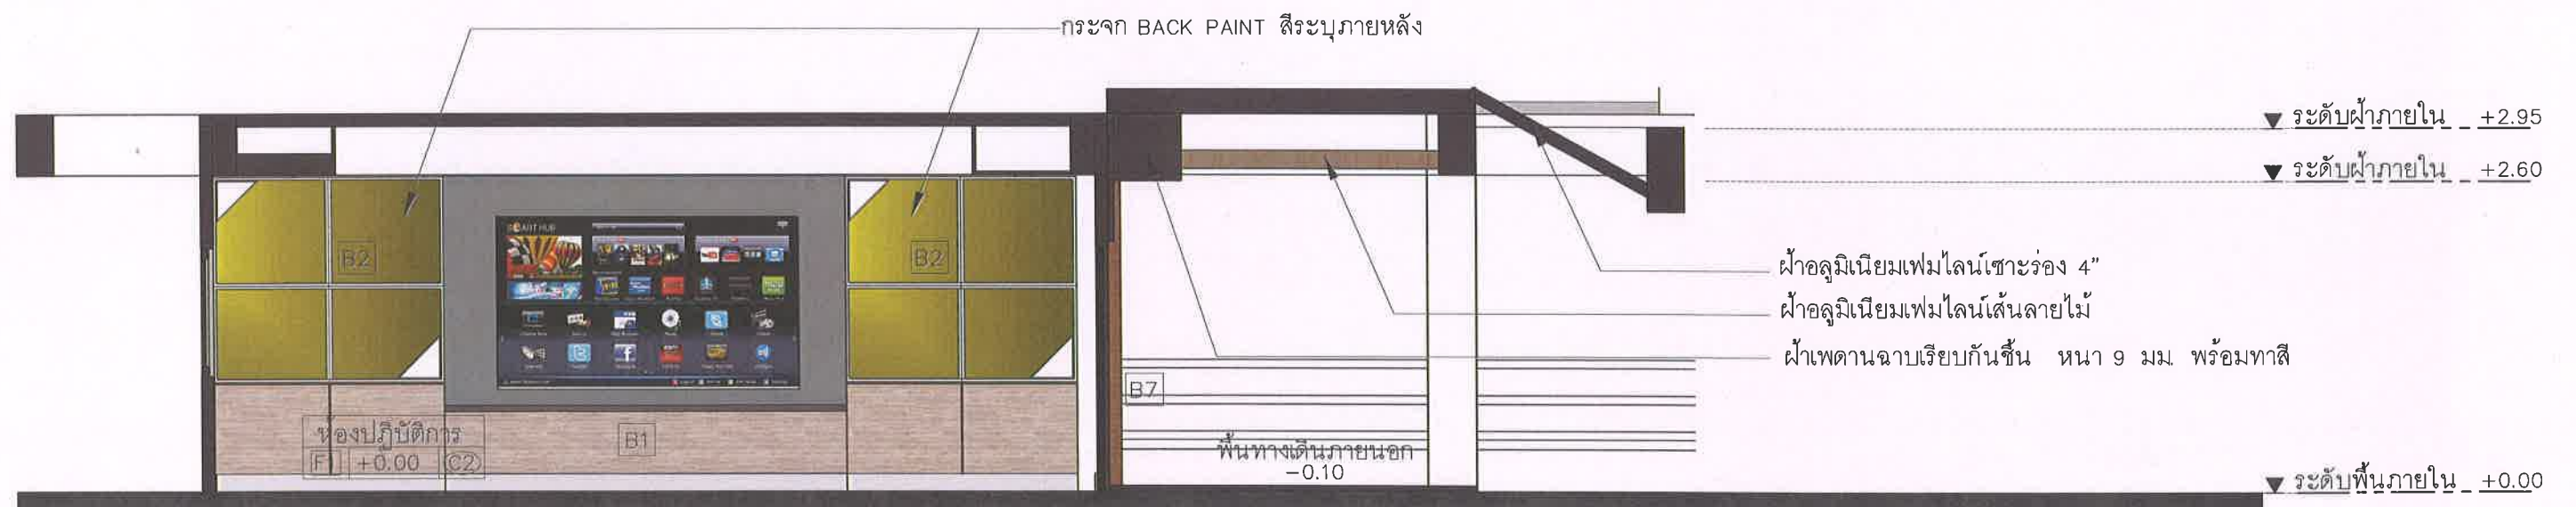 กระจก BACK PAINT สีระบุภายหลัง
ระดับฝ้าภายใน +2.95
ระดับฝ้าภายใน +2.60
SMART HUB
B2
B2
ฝ้าอลูมิเนียมเฟมไลน์เซาะร่อง 4"
ฝ้าอลูมิเนียมเฟมไลน์เส้นลายไม้
ฝ้าเพดานฉาบเรียบกันชื้น หนา 9 มม. พร้อมทาสี
B7
ห้องปฏิบัติการ
F1 +0.00 C2
B1
พื้นทางเดินภายนอก
-0.10
ระดับพื้นภายใน +0.00